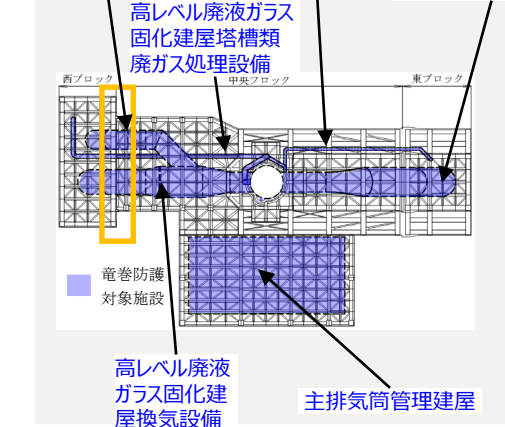 高レベル廃液ガラス
固化建屋塔槽類
廃ガス処理設備
西ブロック
中央ブロック
東ブロック
竜巻防護
対象施設
高レベル廃液
ガラス固化建
屋換気設備
主排気筒管理建屋